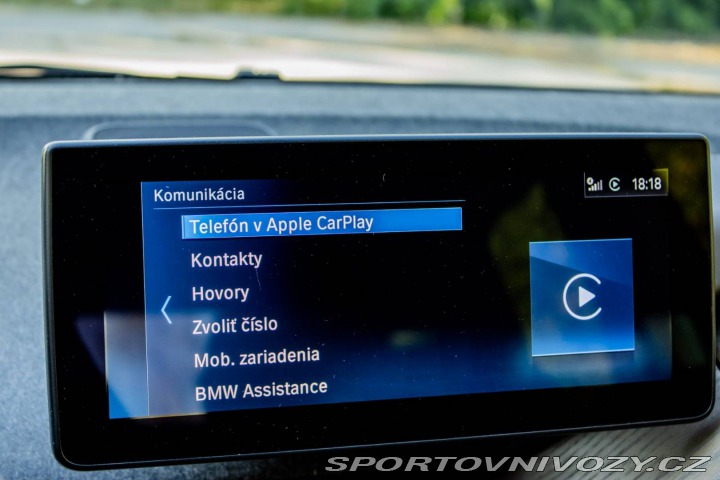 Komunikácia
18:18
Telefón v Apple CarPlay
Kontakty
Hovory
Zvoliť číslo
Mob. zariadenia
BMW Assistance
SPORTOVNIVOZY.CZ